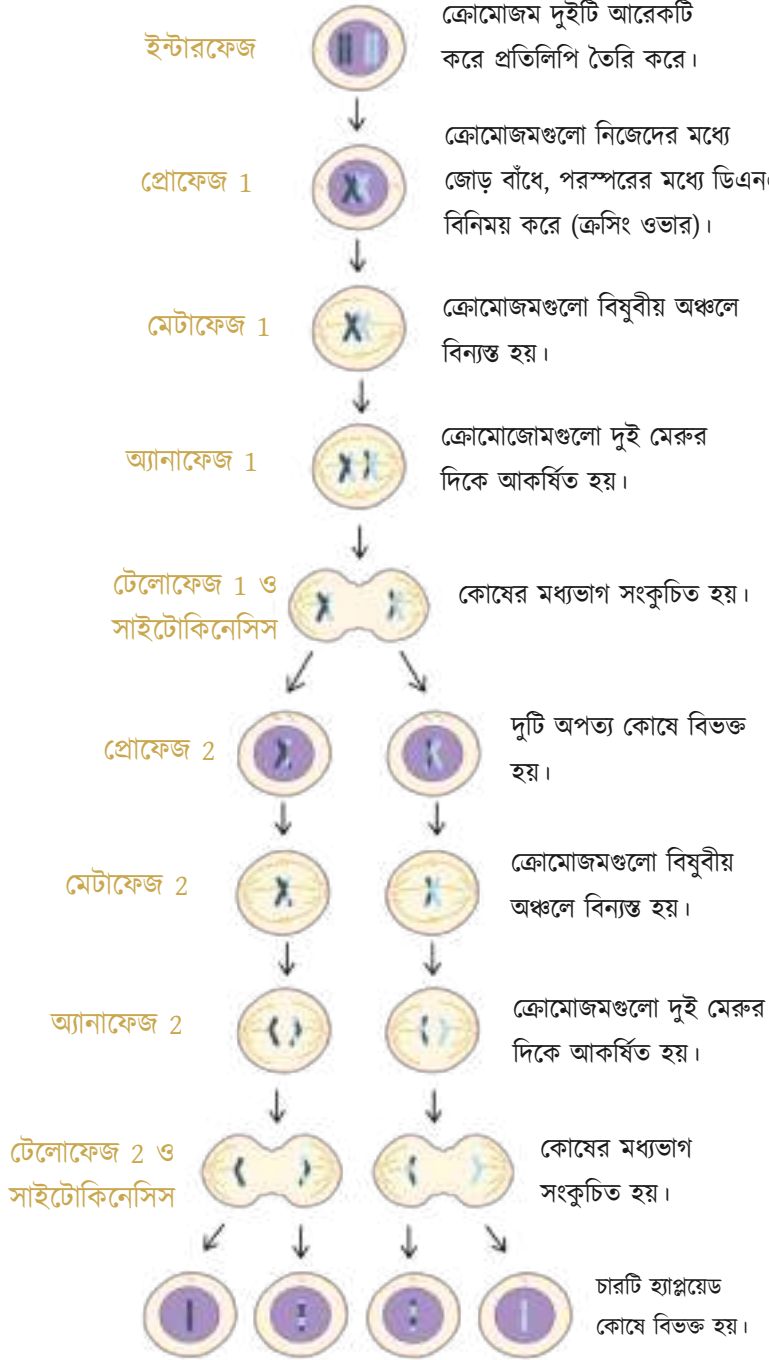 ইন্টারফেজ
ক্রোমোজম দুইটি আরেকটি
করে প্রতিলিপি তৈরি করে।
প্রোফেজ 1
ক্রোমোজমগুলো নিজেদের মধ্যে
জোড় বাঁধে, পরস্পরের মধ্যে
বিনিময় করে (ক্রসিং ওভার)।
মেটাফেজ 1
ক্রোমোজমগুলো বিষুবীয় অঞ্চলে
বিন্যস্ত হয়।
অ্যানাফেজ 1
ক্রোমোজোমগুলো দুই মেরুর
দিকে আকর্ষিত হয়।
টেলোফেজ 1 ও
সাইটোকিনেসিস
কোষের মধ্যভাগ সংকুচিত হয়।
প্রোফেজ 2
দুটি অপত্য কোষে বিভক্ত
হয়।
মেটাফেজ 2
ক্রোমোজমগুলো বিষুবীয়
অঞ্চলে বিন্যস্ত হয়।
অ্যানাফেজ 2
ক্রোমোজমগুলো দুই মেরুর
দিকে আকর্ষিত হয়।
টেলোফেজ 2 ও
সাইটোকিনেসিস
কোষের মধ্যভাগ
সংকুচিত হয়।
চারটি হ্যাপ্লয়েড
কোষে বিভক্ত হয়।